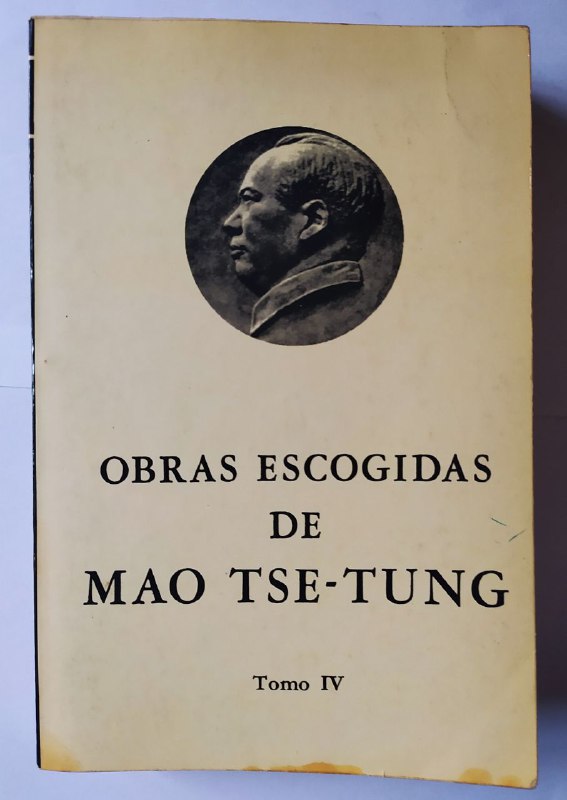 OBRAS ESCOGIDAS
DE
MAO TSE-TUNG
Tomo IV